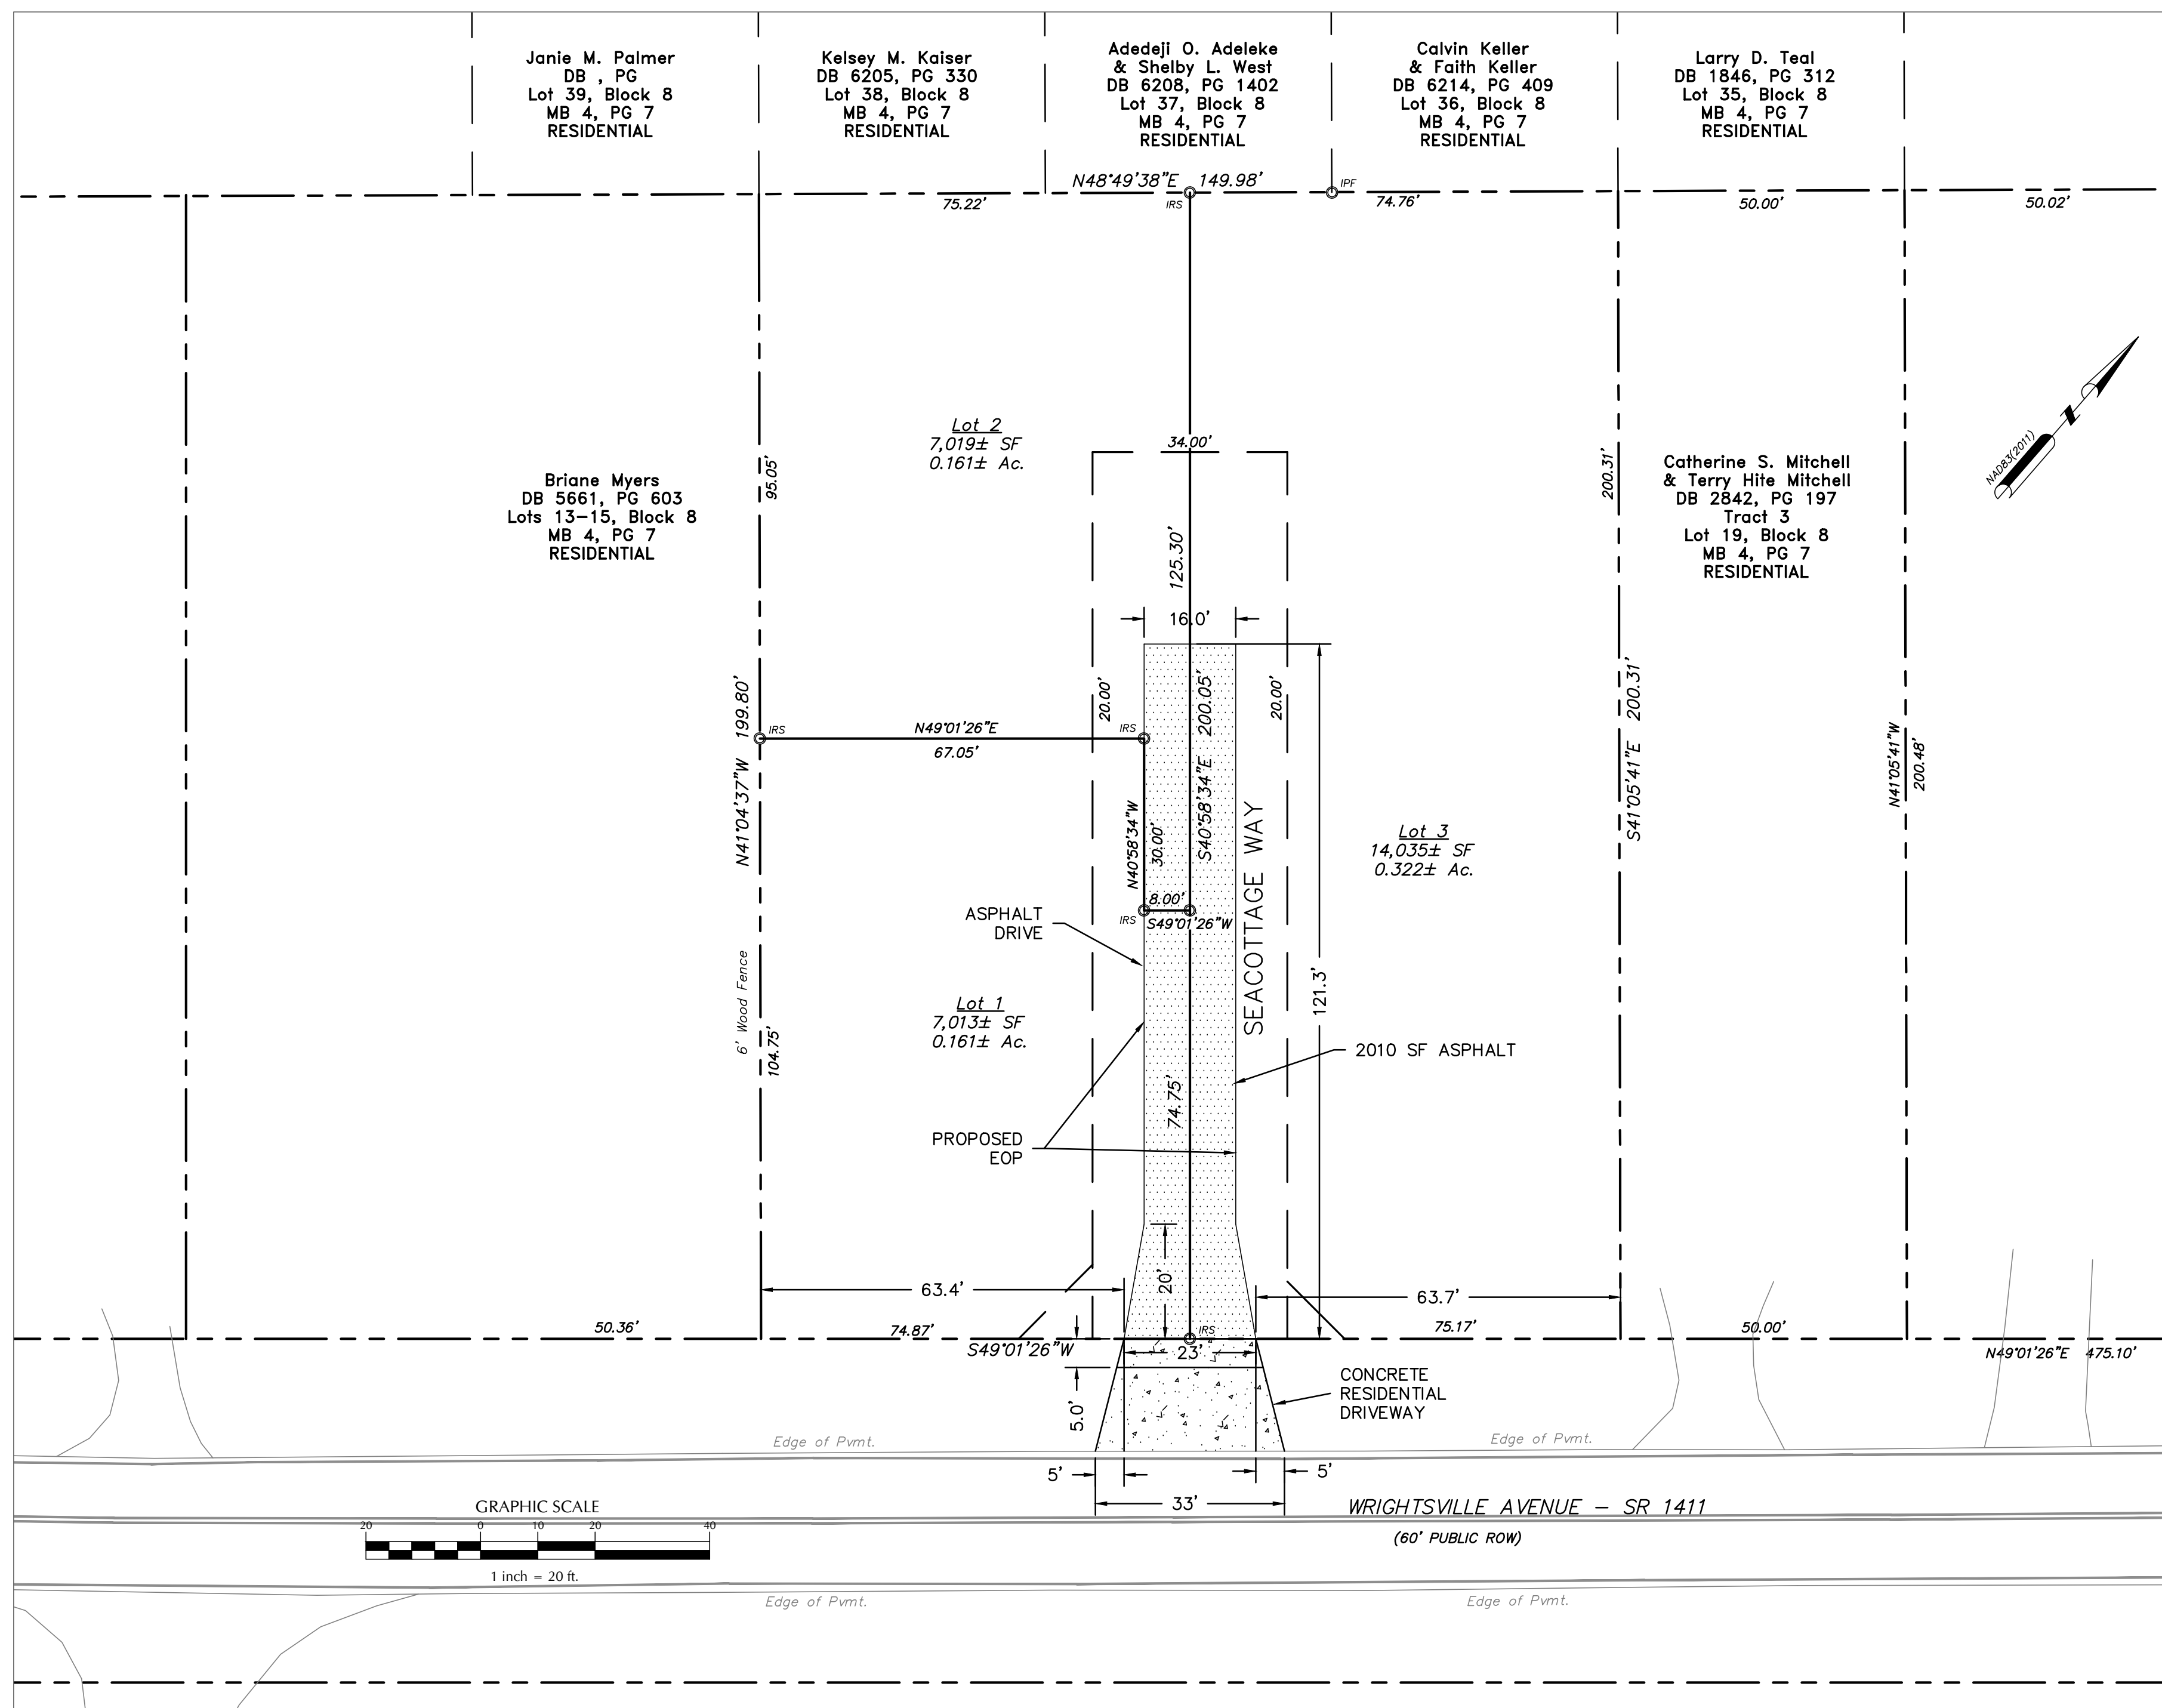 Janie M. Palmer
DB , PG
Lot 39, Block 8
MB 4, PG 7
RESIDENTIAL
Kelsey M. Kaiser
DB 6205, PG 330
Lot 38, Block 8
MB 4, PG 7
RESIDENTIAL
Adedeji O. Adeleke
& Shelby L. West
DB 6208, PG 1402
Lot 37, Block 8
MB 4, PG 7
RESIDENTIAL
Calvin Keller
& Faith Keller
DB 6214, PG 409
Lot 36, Block 8
MB 4, PG 7
RESIDENTIAL
Larry D. Teal
DB 1846, PG 312
Lot 35, Block 8
MB 4, PG 7
RESIDENTIAL
N48°49'38"E 149.98'
IPF
IRS
75.22'
74.76'
50.00'
50.02'
NAD83(2011)
N
Lot 2
7,019± SF
0.161± Ac.
34.00'
95.05'
200.31'
Briane Myers
DB 5661, PG 603
Lots 13-15, Block 8
MB 4, PG 7
RESIDENTIAL
Catherine S. Mitchell
& Terry Hite Mitchell
DB 2842, PG 197
Tract 3
Lot 19, Block 8
MB 4, PG 7
RESIDENTIAL
125.30'
16.0'
N41°04'37"W 199.80'
IRS
N49°01'26"E
67.05'
IRS
20.00'
S40°58'34"E 200.05'
20.00'
S41°05'41"E 200.31'
N41°05'41"W
200.48'
N40°58'34"W
30.00'
8.00'
IRS
S49°01'26"W
SEACOTTAGE WAY
Lot 3
14,035± SF
0.322± Ac.
ASPHALT
DRIVE
121.3'
6' Wood Fence
104.75'
Lot 1
7,013± SF
0.161± Ac.
2010 SF ASPHALT
74.75'
PROPOSED
EOP
20'
63.4'
63.7'
50.36'
74.87'
IRS
75.17'
50.00'
S49°01'26"W
23'
N49°01'26"E 475.10'
5.0'
CONCRETE
RESIDENTIAL
DRIVEWAY
Edge of Pvmt.
Edge of Pvmt.
5'
5'
33'
WRIGHTSVILLE AVENUE - SR 1411
(60' PUBLIC ROW)
GRAPHIC SCALE
20 0 10 20 40
1 inch = 20 ft.
Edge of Pvmt.
Edge of Pvmt.